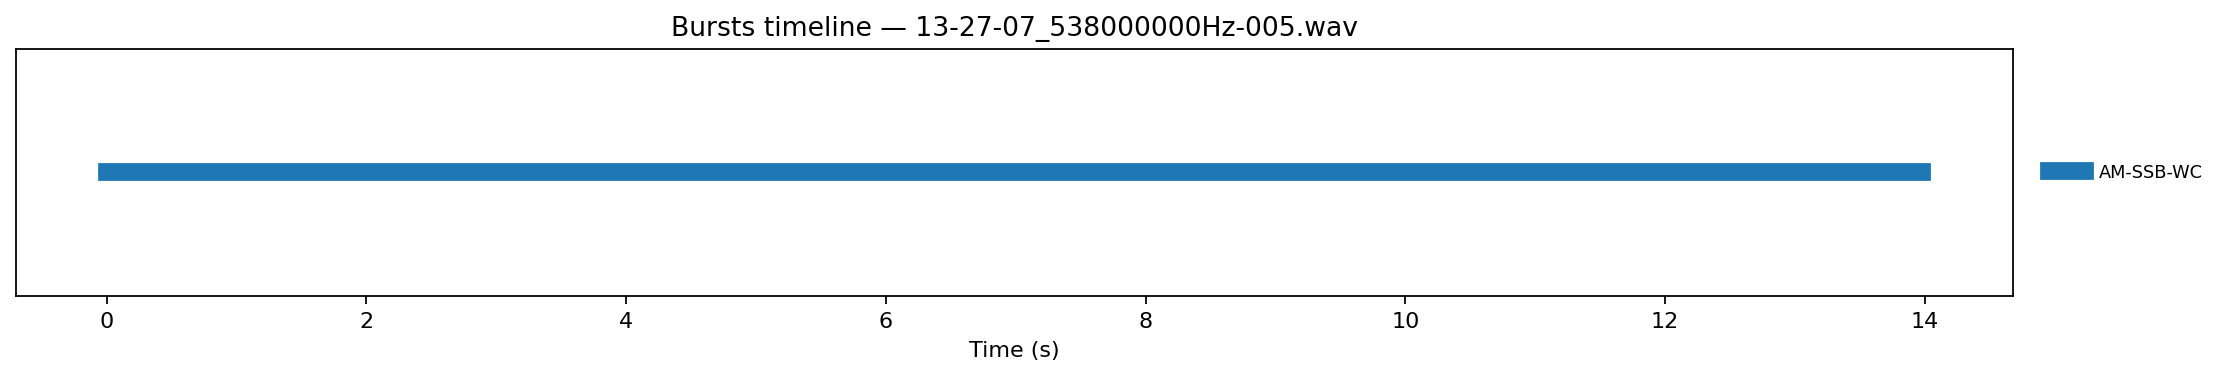 Bursts timeline — 13-27-07_538000000Hz-005.wav
AM-SSB-WC
0 2 4 6 8 10 12 14
Time (s)